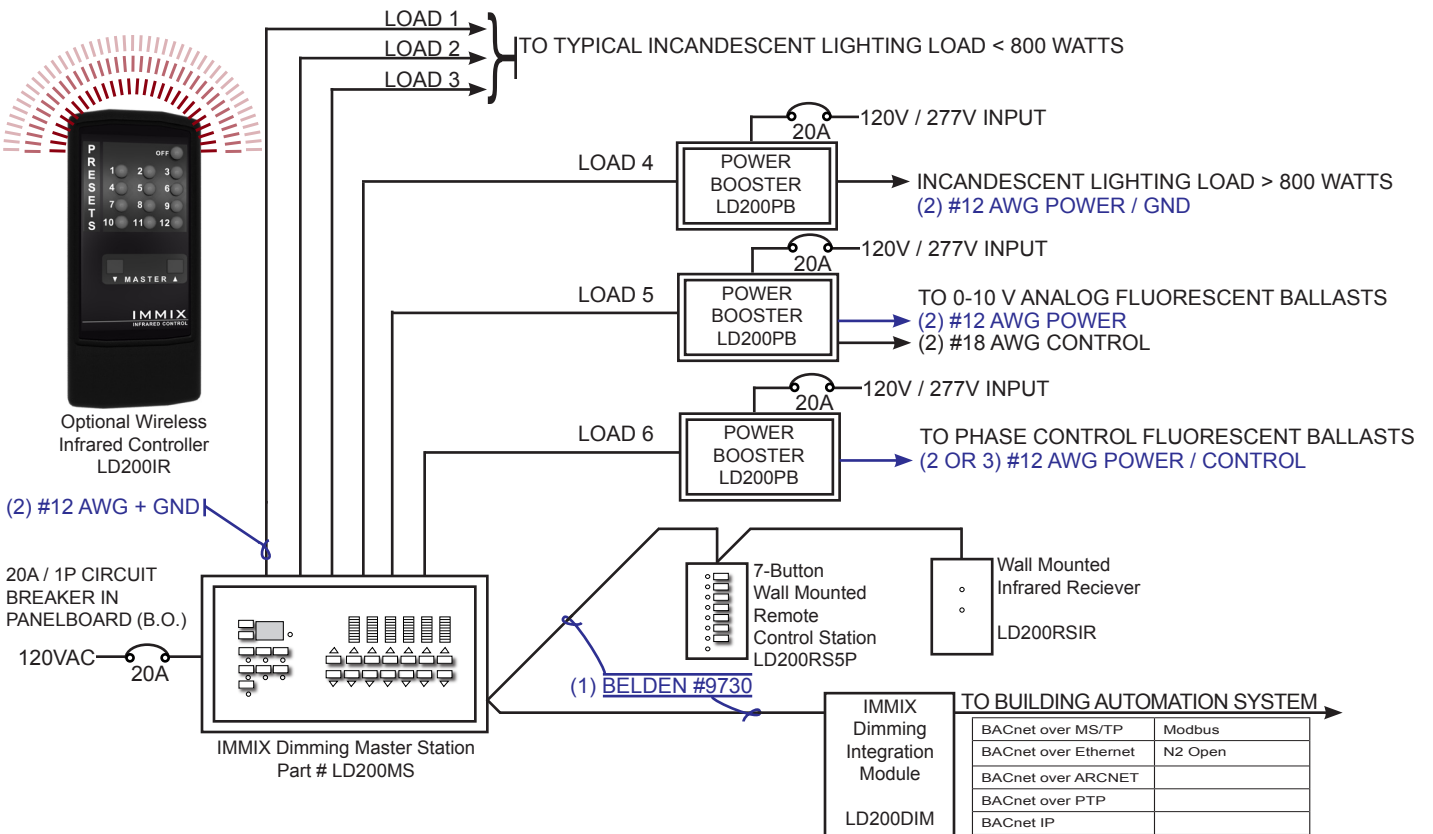 LOAD 1
LOAD 2
LOAD 3
TO TYPICAL INCANDESCENT LIGHTING LOAD < 800 WATTS
PRESETS
OFF
1 2 3
4 5 6
7 8 9
10 11 12
▼ MASTER ▲
IMMIX
INFRARED CONTROL
Optional Wireless
Infrared Controller
LD200IR
20A
120V / 277V INPUT
LOAD 4
POWER
BOOSTER
LD200PB
INCANDESCENT LIGHTING LOAD > 800 WATTS
(2) #12 AWG POWER / GND
20A
120V / 277V INPUT
LOAD 5
POWER
BOOSTER
LD200PB
TO 0-10 V ANALOG FLUORESCENT BALLASTS
(2) #12 AWG POWER
(2) #18 AWG CONTROL
20A
120V / 277V INPUT
LOAD 6
POWER
BOOSTER
LD200PB
TO PHASE CONTROL FLUORESCENT BALLASTS
(2 OR 3) #12 AWG POWER / CONTROL
(2) #12 AWG + GND
20A / 1P CIRCUIT
BREAKER IN
PANELBOARD (B.O.)
120VAC
20A
IMMIX Dimming Master Station
Part # LD200MS
7-Button
Wall Mounted
Remote
Control Station
LD200RS5P
Wall Mounted
Infrared Reciever
LD200RSIR
(1) BELDEN #9730
IMMIX
Dimming
Integration
Module
LD200DIM
TO BUILDING AUTOMATION SYSTEM
BACnet over MS/TP Modbus
BACnet over Ethernet N2 Open
BACnet over ARCNET
BACnet over PTP
BACnet IP